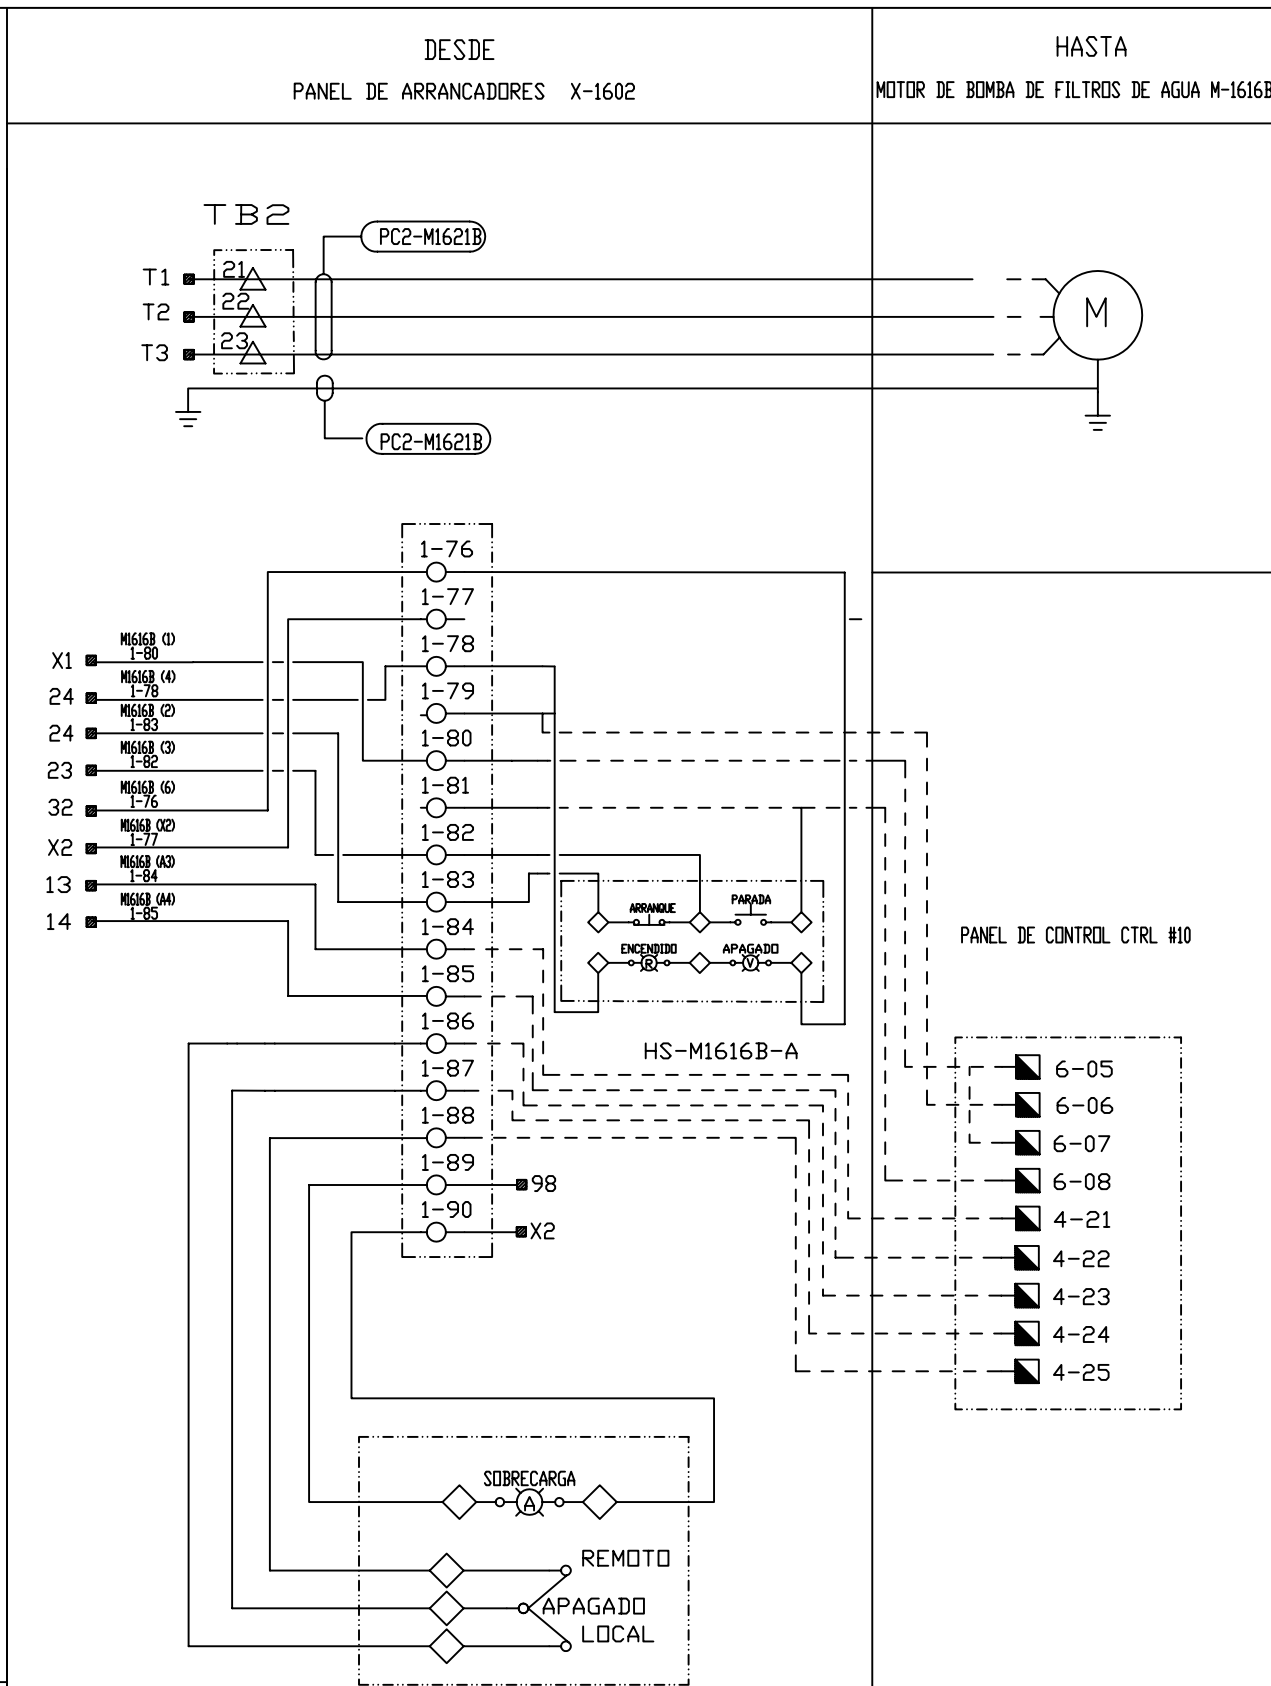 DESDE
PANEL DE ARRANCADORES X-1602
HASTA
MOTOR DE BOMBA DE FILTROS DE AGUA M-1616B
TB2
PC2-M1621B
T1
21
T2
22
T3
23
M
PC2-M1621B
1-76
1-77
1-78
1-79
1-80
1-81
1-82
1-83
1-84
1-85
1-86
1-87
1-88
1-89
98
1-90
X2
X1
M1616B (1)
1-80
24
M1616B (4)
1-78
24
M1616B (2)
1-83
23
M1616B (3)
1-82
32
M1616B (6)
1-76
X2
M1616B (X2)
1-77
13
M1616B (A3)
1-84
14
M1616B (A4)
1-85
ARRANQUE
PARADA
ENCENDIDO
R
APAGADO
V
HS-M1616B-A
PANEL DE CONTROL CTRL #10
6-05
6-06
6-07
6-08
4-21
4-22
4-23
4-24
4-25
SOBRECARGA
A
REMOTO
APAGADO
LOCAL